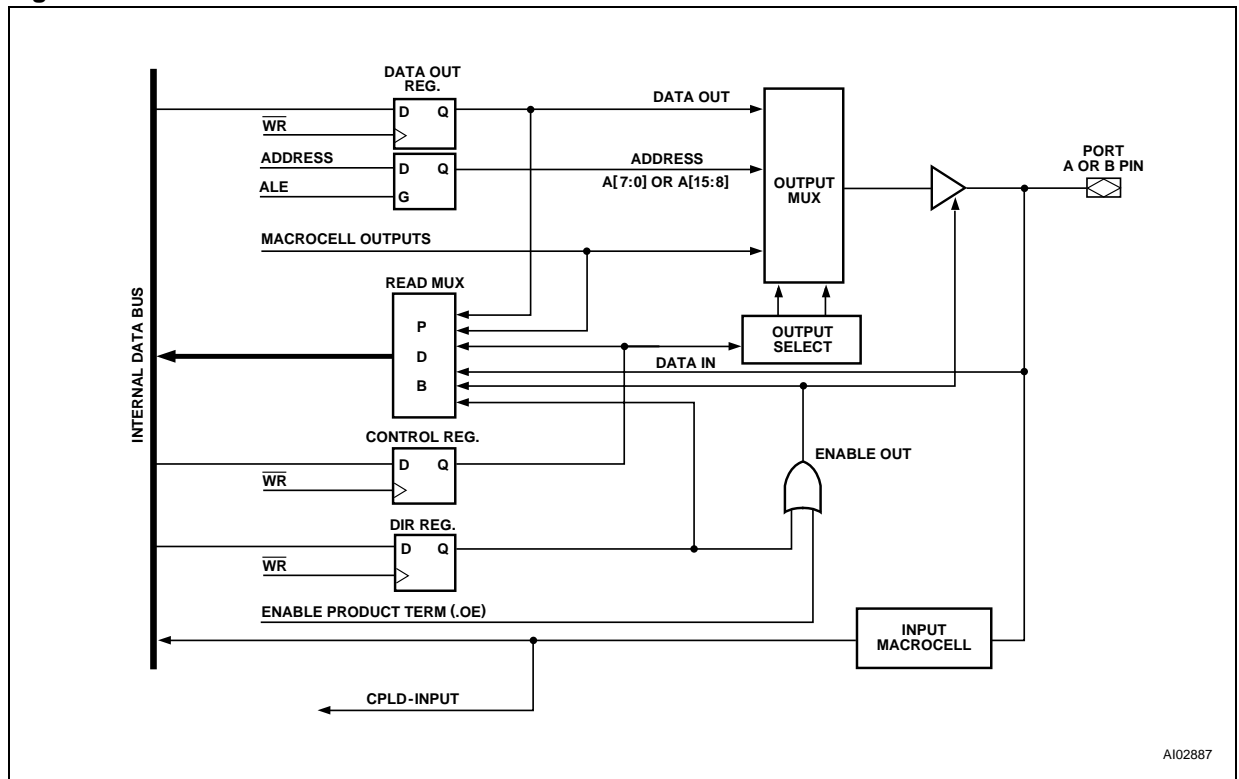 DATA OUT
REG.
D Q
WR
DATA OUT
ADDRESS
D Q
ALE
G
ADDRESS
A[7:0] OR A[15:8]
OUTPUT
MUX
PORT
A OR B PIN
MACROCELL OUTPUTS
READ MUX
P
D
B
OUTPUT
SELECT
DATA IN
INTERNAL DATA BUS
CONTROL REG.
D Q
WR
ENABLE OUT
DIR REG.
D Q
WR
ENABLE PRODUCT TERM (.OE)
INPUT
MACROCELL
CPLD-INPUT
AI02887